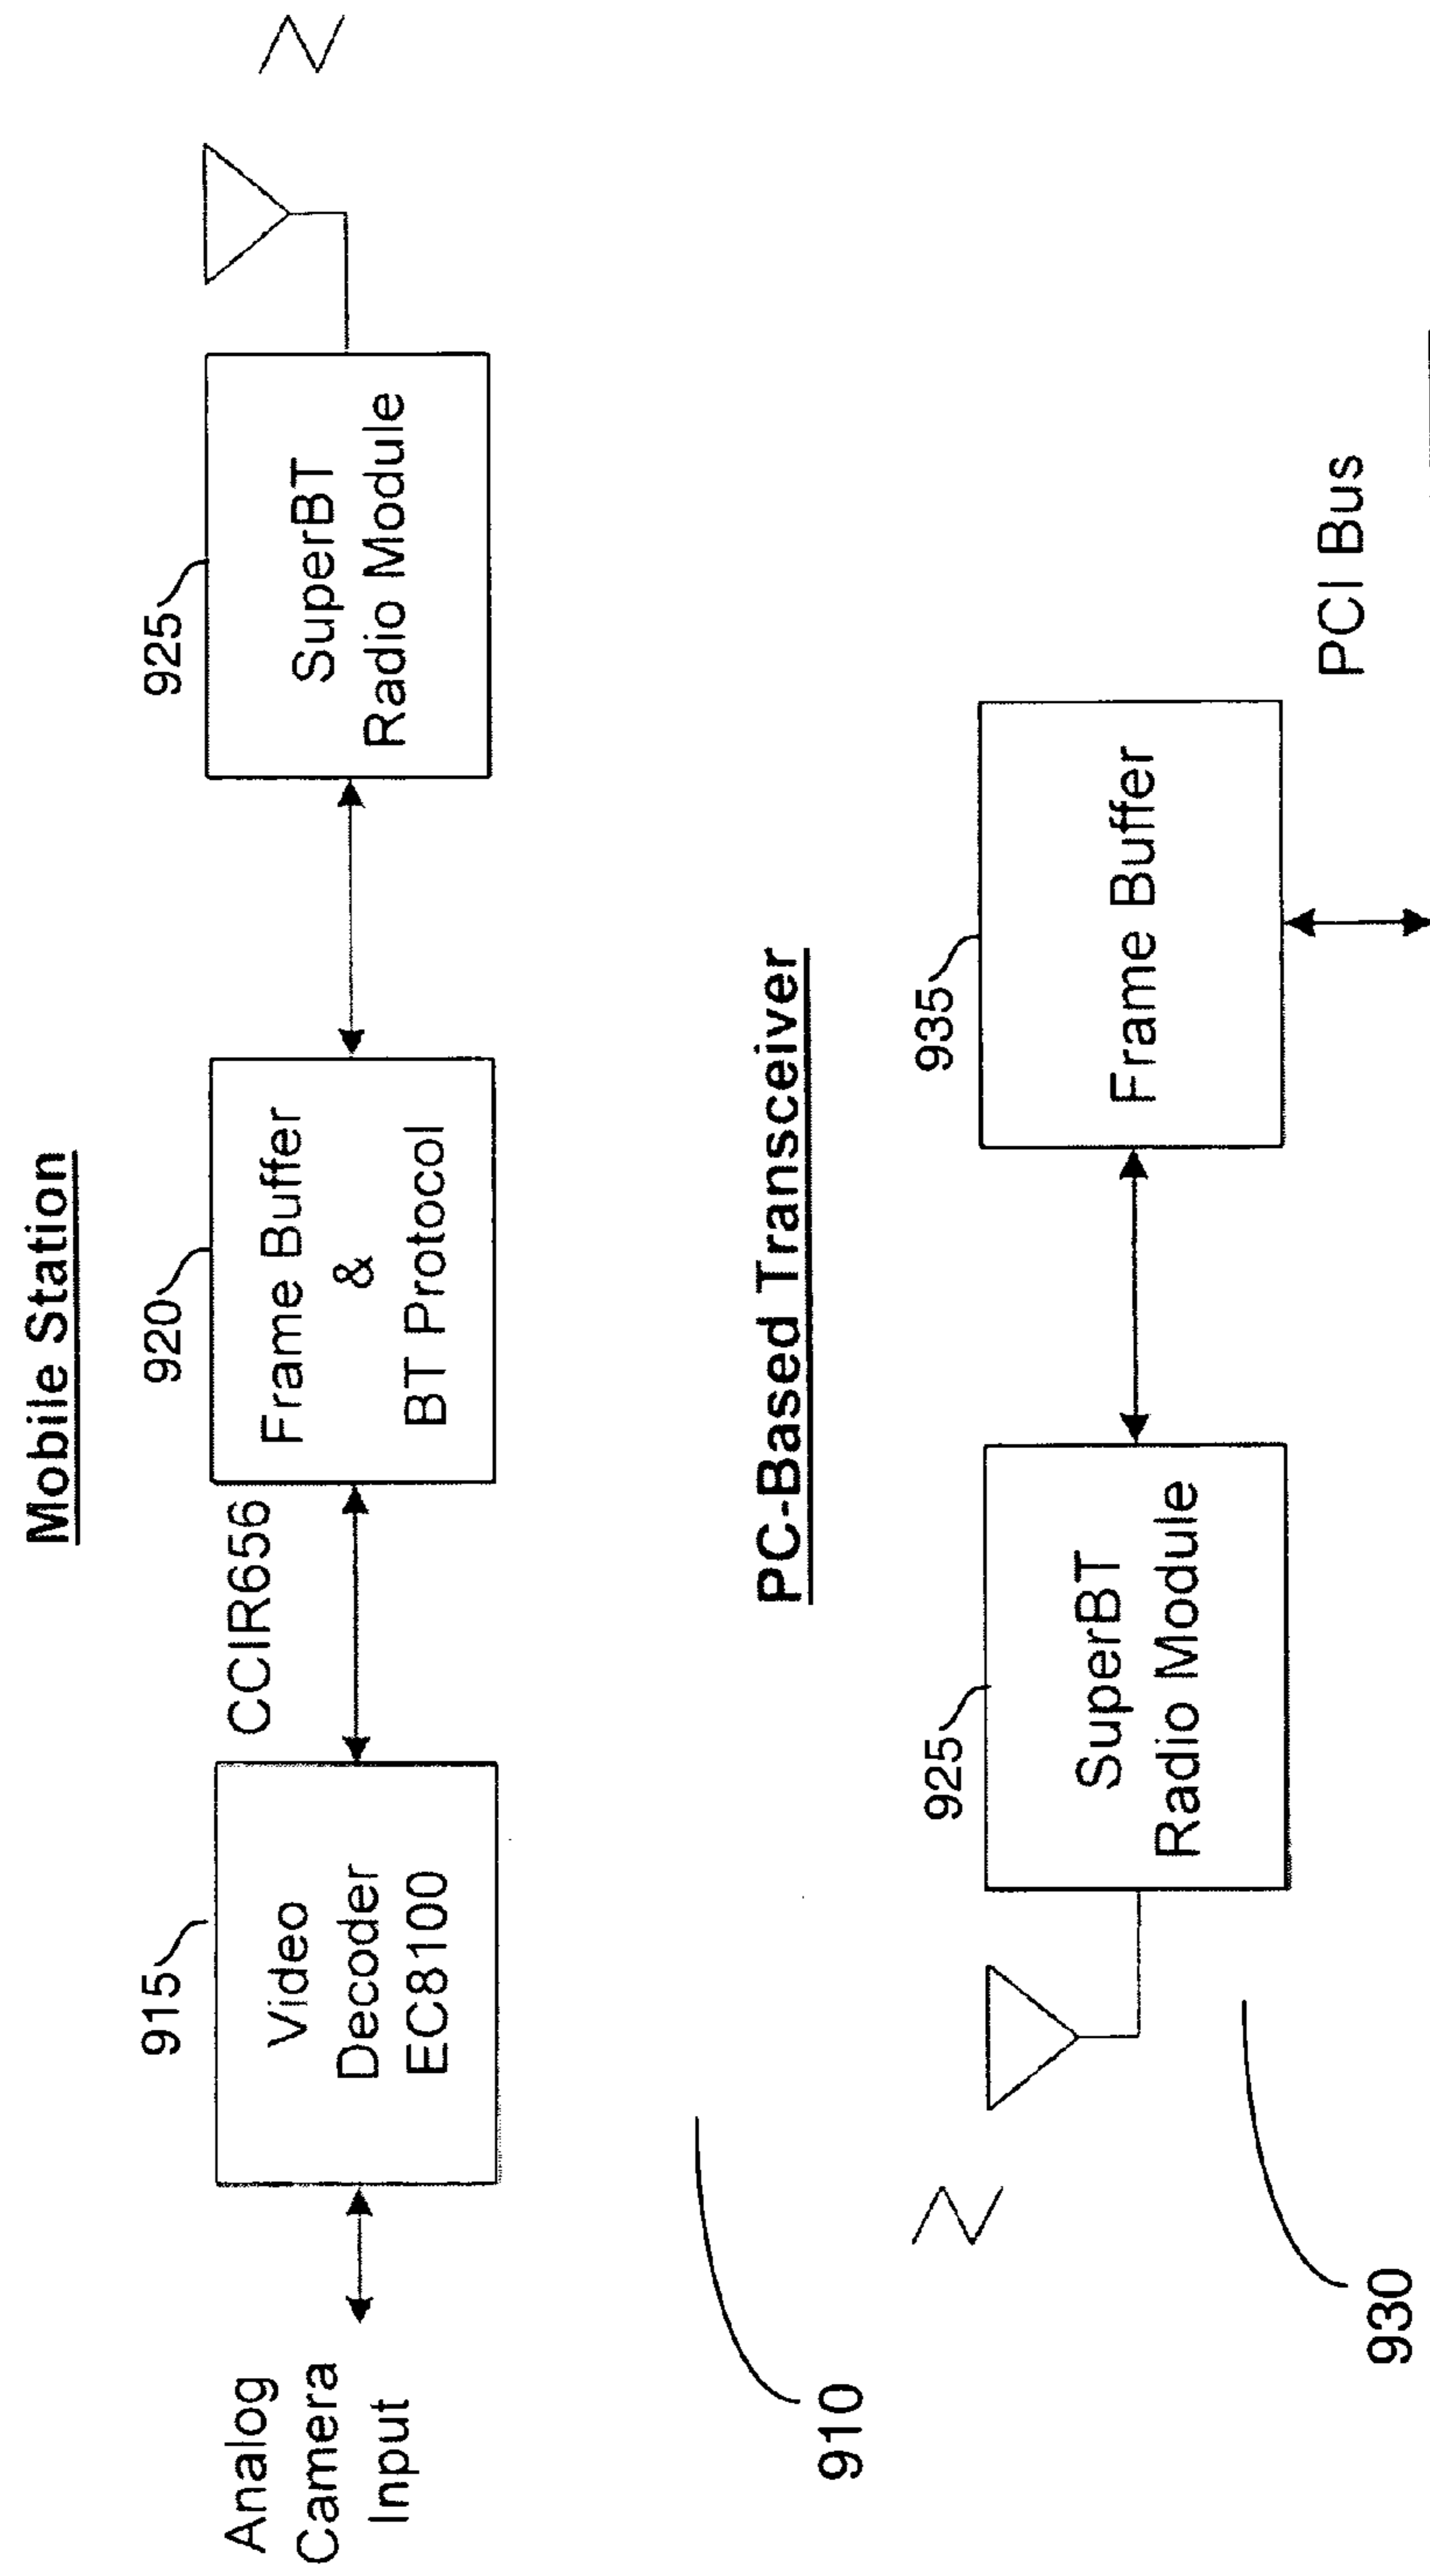 Mobile Station
915
920
925
Analog
Camera
Input
Video
Decoder
EC8100
CCIR656
Frame Buffer
&
BT Protocol
SuperBT
Radio Module
910
PC-Based Transceiver
925
935
SuperBT
Radio Module
Frame Buffer
PCI Bus
930